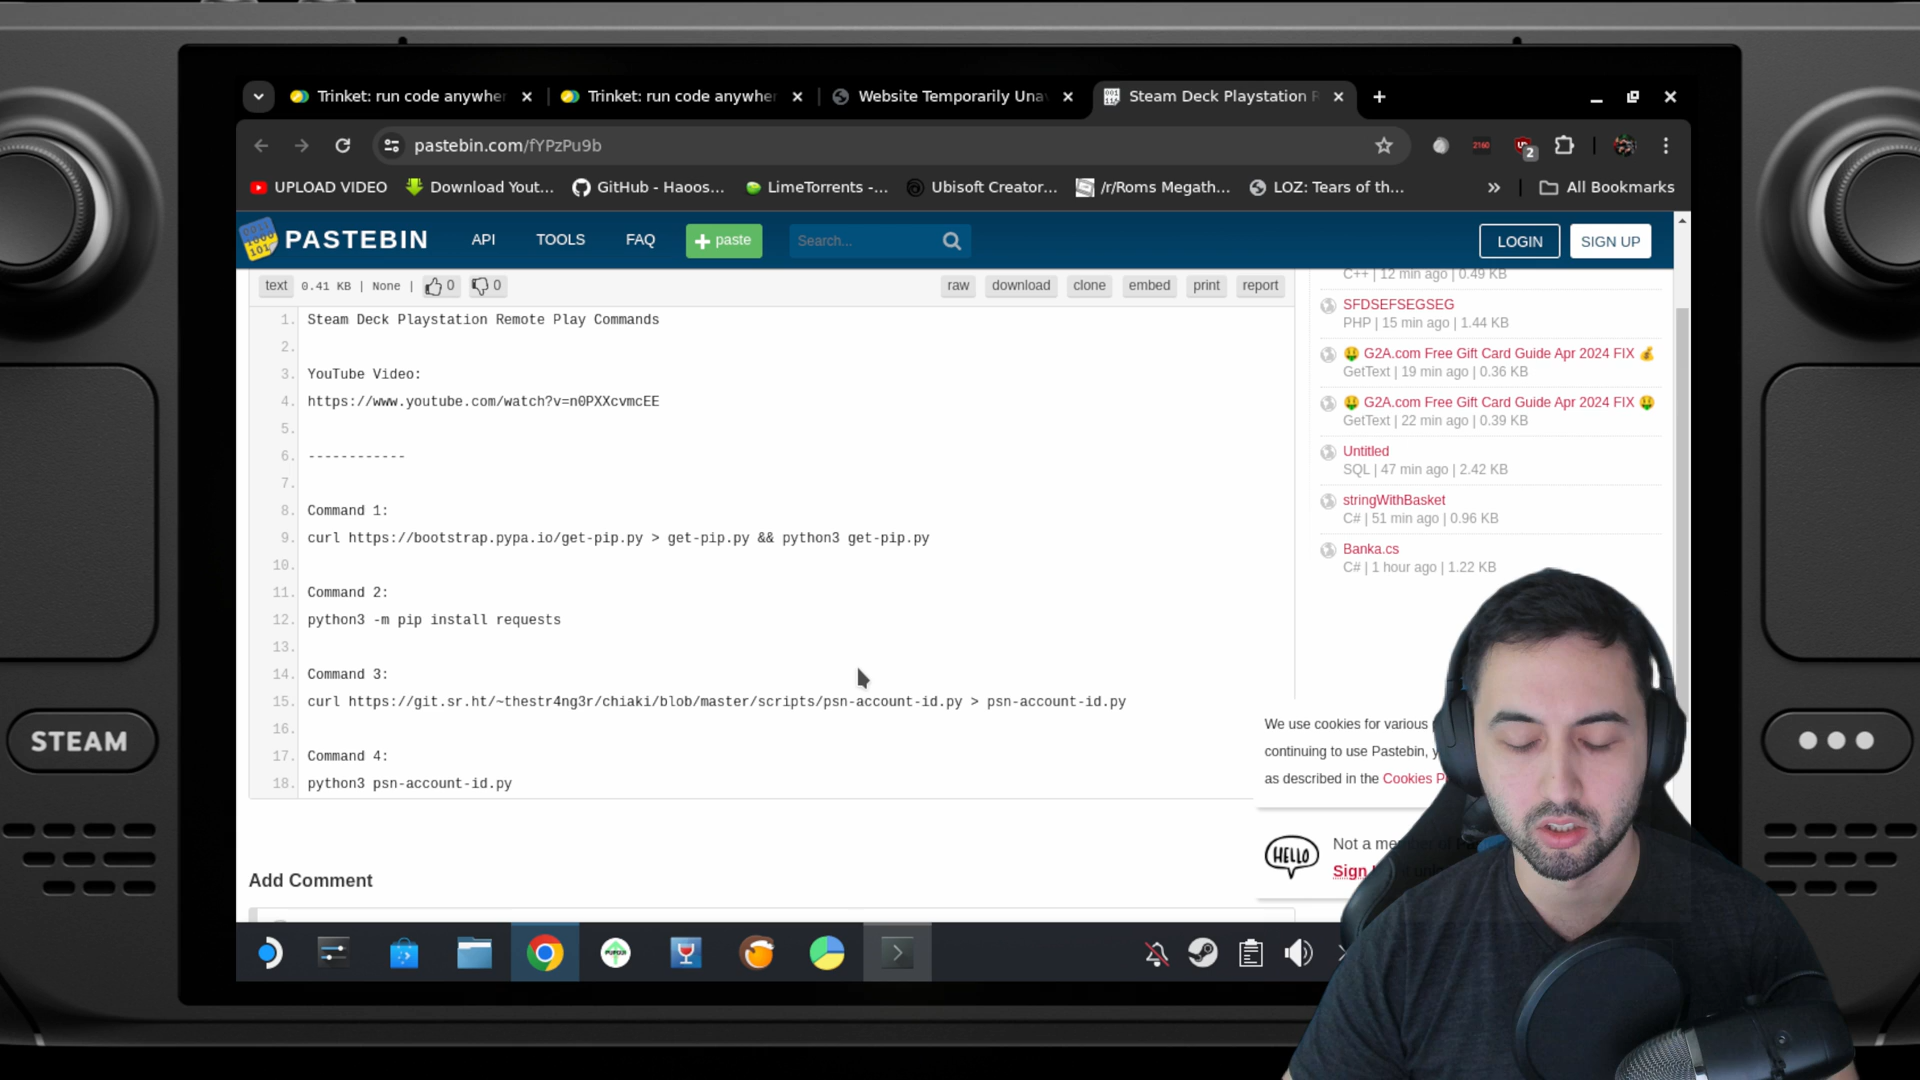 Trinket: run code anywher
Trinket: run code anywher
Website Temporarily Una
Steam Deck Playstation R
pastebin.com/fYPzPu9b
2160
2
UPLOAD VIDEO
Download Yout...
GitHub - Haoos...
LimeTorrents -...
Ubisoft Creator...
/r/Roms Megath...
LOZ: Tears of th...
»
All Bookmarks
PASTEBIN
API
TOOLS
FAQ
+ paste
Search...
LOGIN
SIGN UP
text
0.41 KB | None |
0
0
raw
download
clone
embed
print
report
1. Steam Deck Playstation Remote Play Commands
2.
3. YouTube Video:
4. https://www.youtube.com/watch?v=n0PXXcvmcEE
5.
6. ------------
7.
8. Command 1:
9. curl https://bootstrap.pypa.io/get-pip.py > get-pip.py && python3 get-pip.py
10.
11. Command 2:
12. python3 -m pip install requests
13.
14. Command 3:
15. curl https://git.sr.ht/~thestr4ng3r/chiaki/blob/master/scripts/psn-account-id.py > psn-account-id.py
16.
17. Command 4:
18. python3 psn-account-id.py
Add Comment
C++ | 12 min ago | 0.49 KB
SFDSEFSEGSEG
PHP | 15 min ago | 1.44 KB
🤑 G2A.com Free Gift Card Guide Apr 2024 FIX 💰
GetText | 19 min ago | 0.36 KB
🤑 G2A.com Free Gift Card Guide Apr 2024 FIX 🤑
GetText | 22 min ago | 0.39 KB
Untitled
SQL | 47 min ago | 2.42 KB
stringWithBasket
C# | 51 min ago | 0.96 KB
Banka.cs
C# | 1 hour ago | 1.22 KB
We use cookies for various
continuing to use Pastebin, y
as described in the Cookies P
HELLO
Not a me
Sign
STEAM